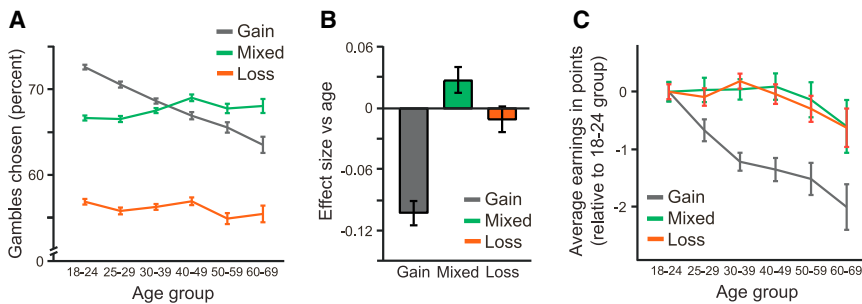 A
Gambles chosen (percent)
70
60
0
Gain
Mixed
Loss
18-24 25-29 30-39 40-49 50-59 60-69
Age group
B
Effect size vs age
0.06
0
-0.06
-0.12
Gain
Mixed
Loss
Gain Mixed Loss
C
Average earnings in points
(relative to 18-24 group)
0
-1
-2
Gain
Mixed
Loss
18-24 25-29 30-39 40-49 50-59 60-69
Age group